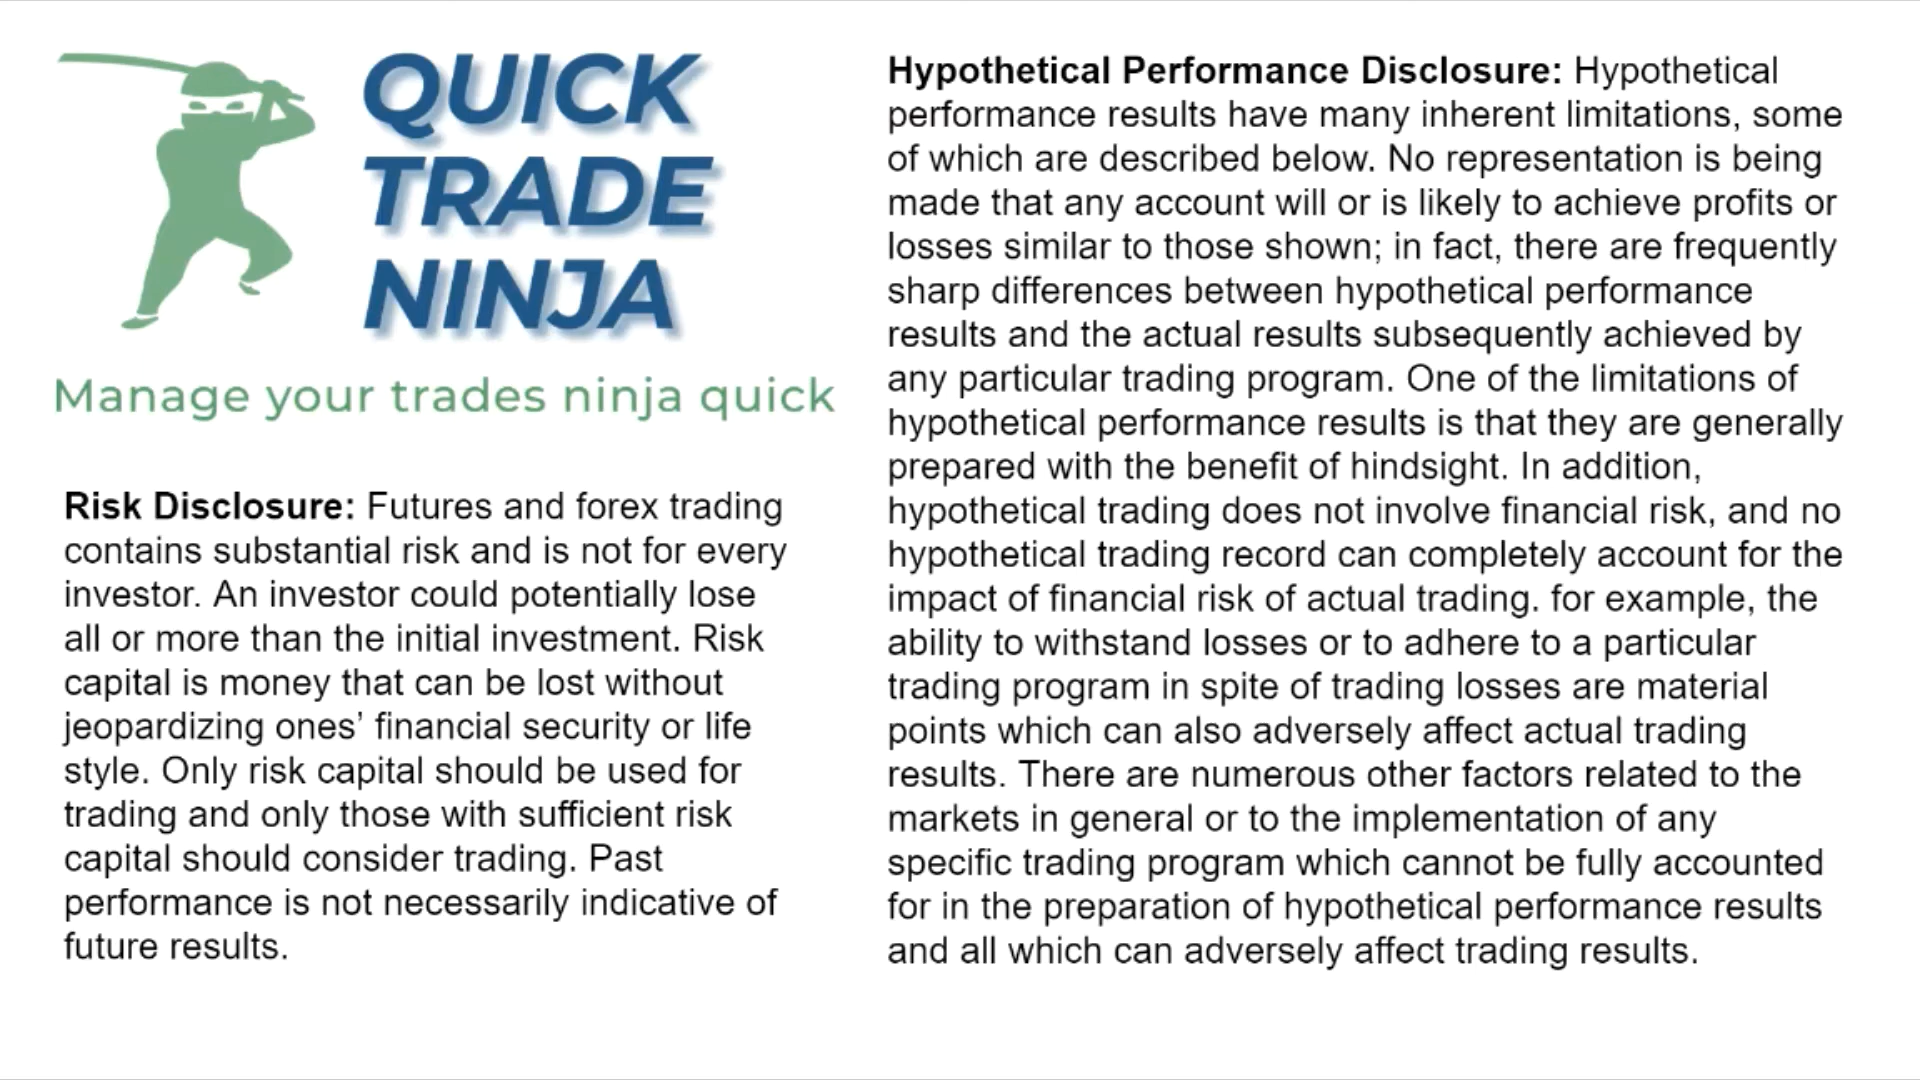 QUICK
TRADE
NINJA
Manage your trades ninja quick
Risk Disclosure: Futures and forex trading
contains substantial risk and is not for every
investor. An investor could potentially lose
all or more than the initial investment. Risk
capital is money that can be lost without
jeopardizing ones’ financial security or life
style. Only risk capital should be used for
trading and only those with sufficient risk
capital should consider trading. Past
performance is not necessarily indicative of
future results.
Hypothetical Performance Disclosure: Hypothetical
performance results have many inherent limitations, some
of which are described below. No representation is being
made that any account will or is likely to achieve profits or
losses similar to those shown; in fact, there are frequently
sharp differences between hypothetical performance
results and the actual results subsequently achieved by
any particular trading program. One of the limitations of
hypothetical performance results is that they are generally
prepared with the benefit of hindsight. In addition,
hypothetical trading does not involve financial risk, and no
hypothetical trading record can completely account for the
impact of financial risk of actual trading. for example, the
ability to withstand losses or to adhere to a particular
trading program in spite of trading losses are material
points which can also adversely affect actual trading
results. There are numerous other factors related to the
markets in general or to the implementation of any
specific trading program which cannot be fully accounted
for in the preparation of hypothetical performance results
and all which can adversely affect trading results.